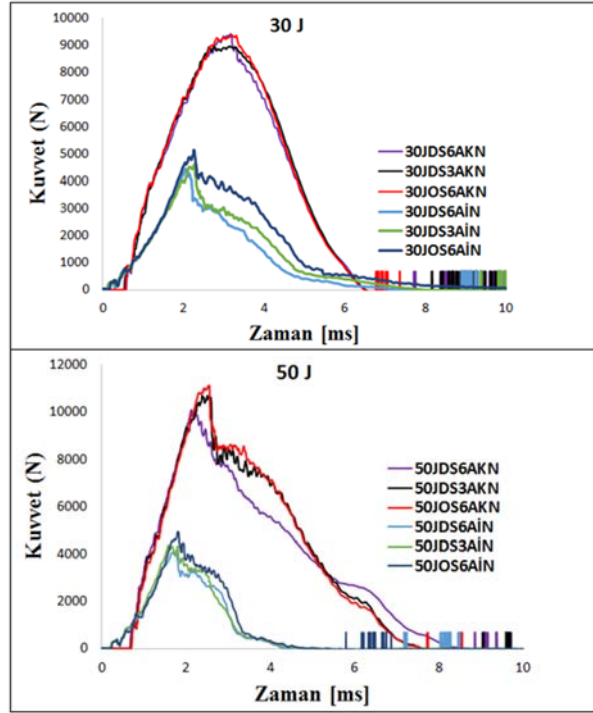 30 J
Kuvvet (N)
10000
9000
8000
7000
6000
5000
4000
3000
2000
1000
0
30JDS6AKN
30JDS3AKN
30JOS6AKN
30JDS6AİN
30JDS3AİN
30JOS6AİN
0 2 4 6 8 10
Zaman [ms]
50 J
Kuvvet (N)
12000
10000
8000
6000
4000
2000
0
50JDS6AKN
50JDS3AKN
50JOS6AKN
50JDS6AİN
50JDS3AİN
50JOS6AİN
0 2 4 6 8 10
Zaman [ms]